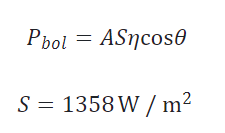 P_bol = ASηcosθ
S = 1358 W / m²